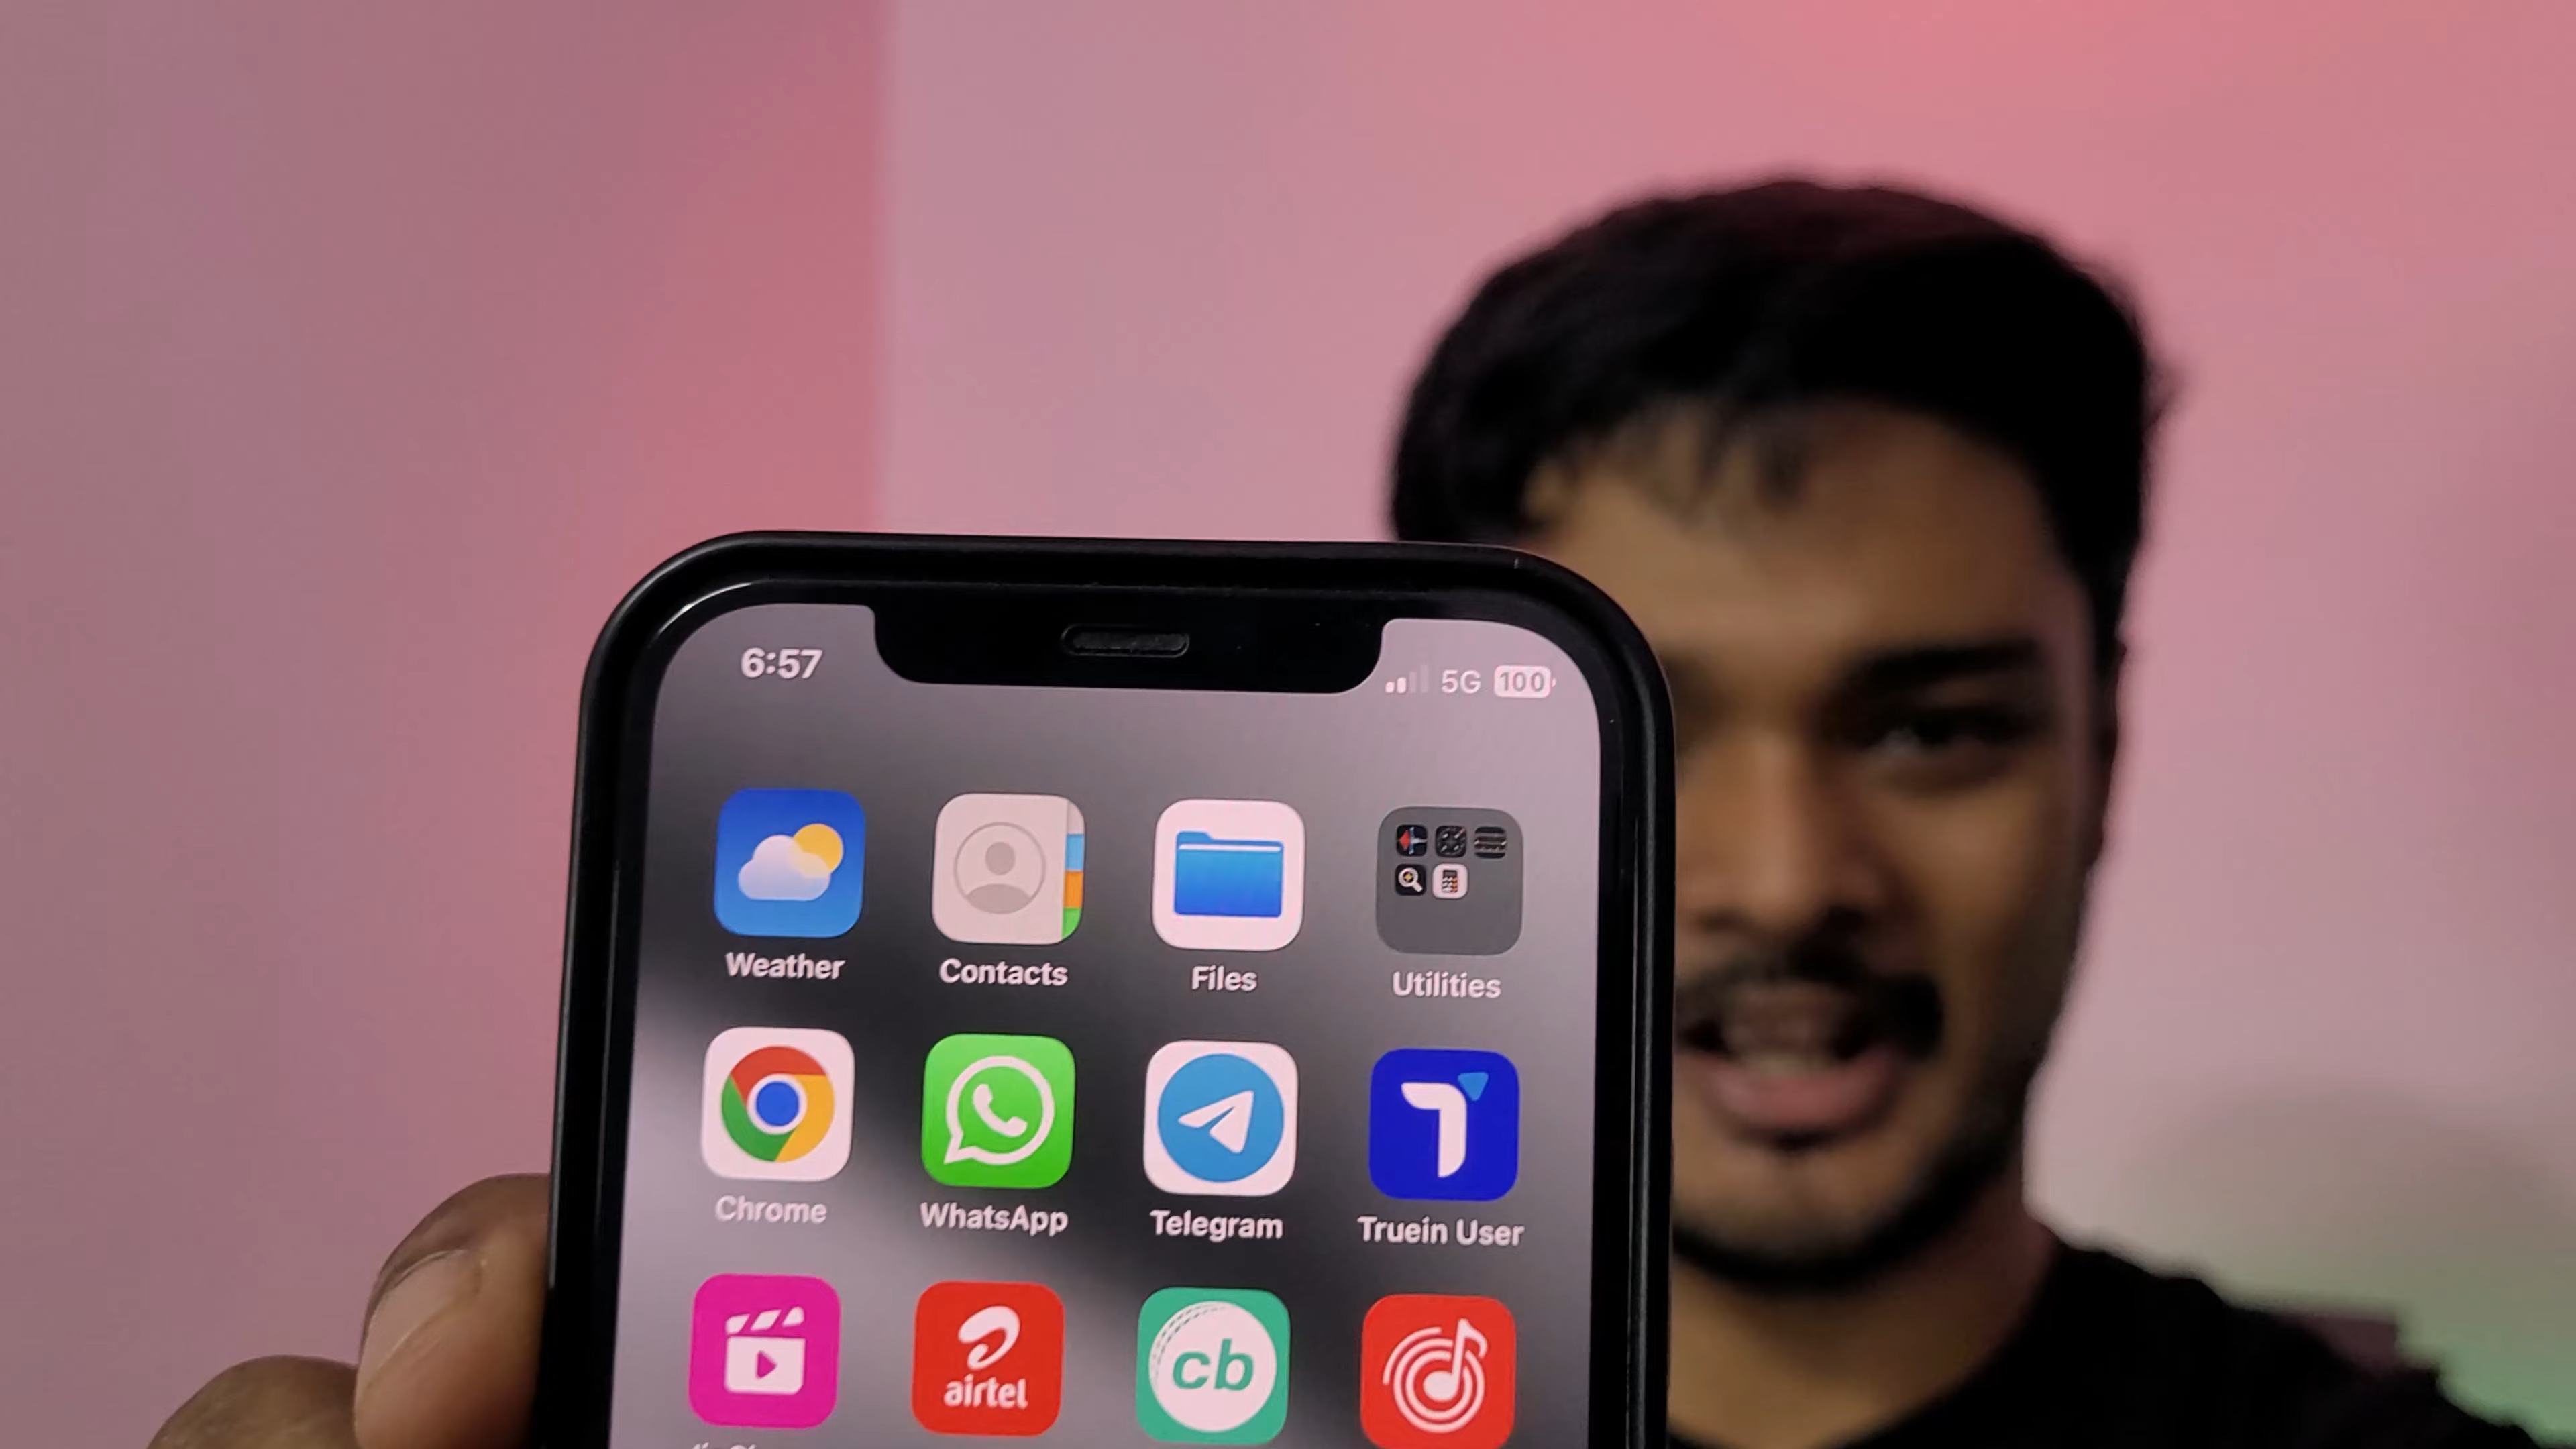 6:57
5G 100
Weather Contacts Files Utilities
Chrome WhatsApp Telegram Truein User
airtel
cb